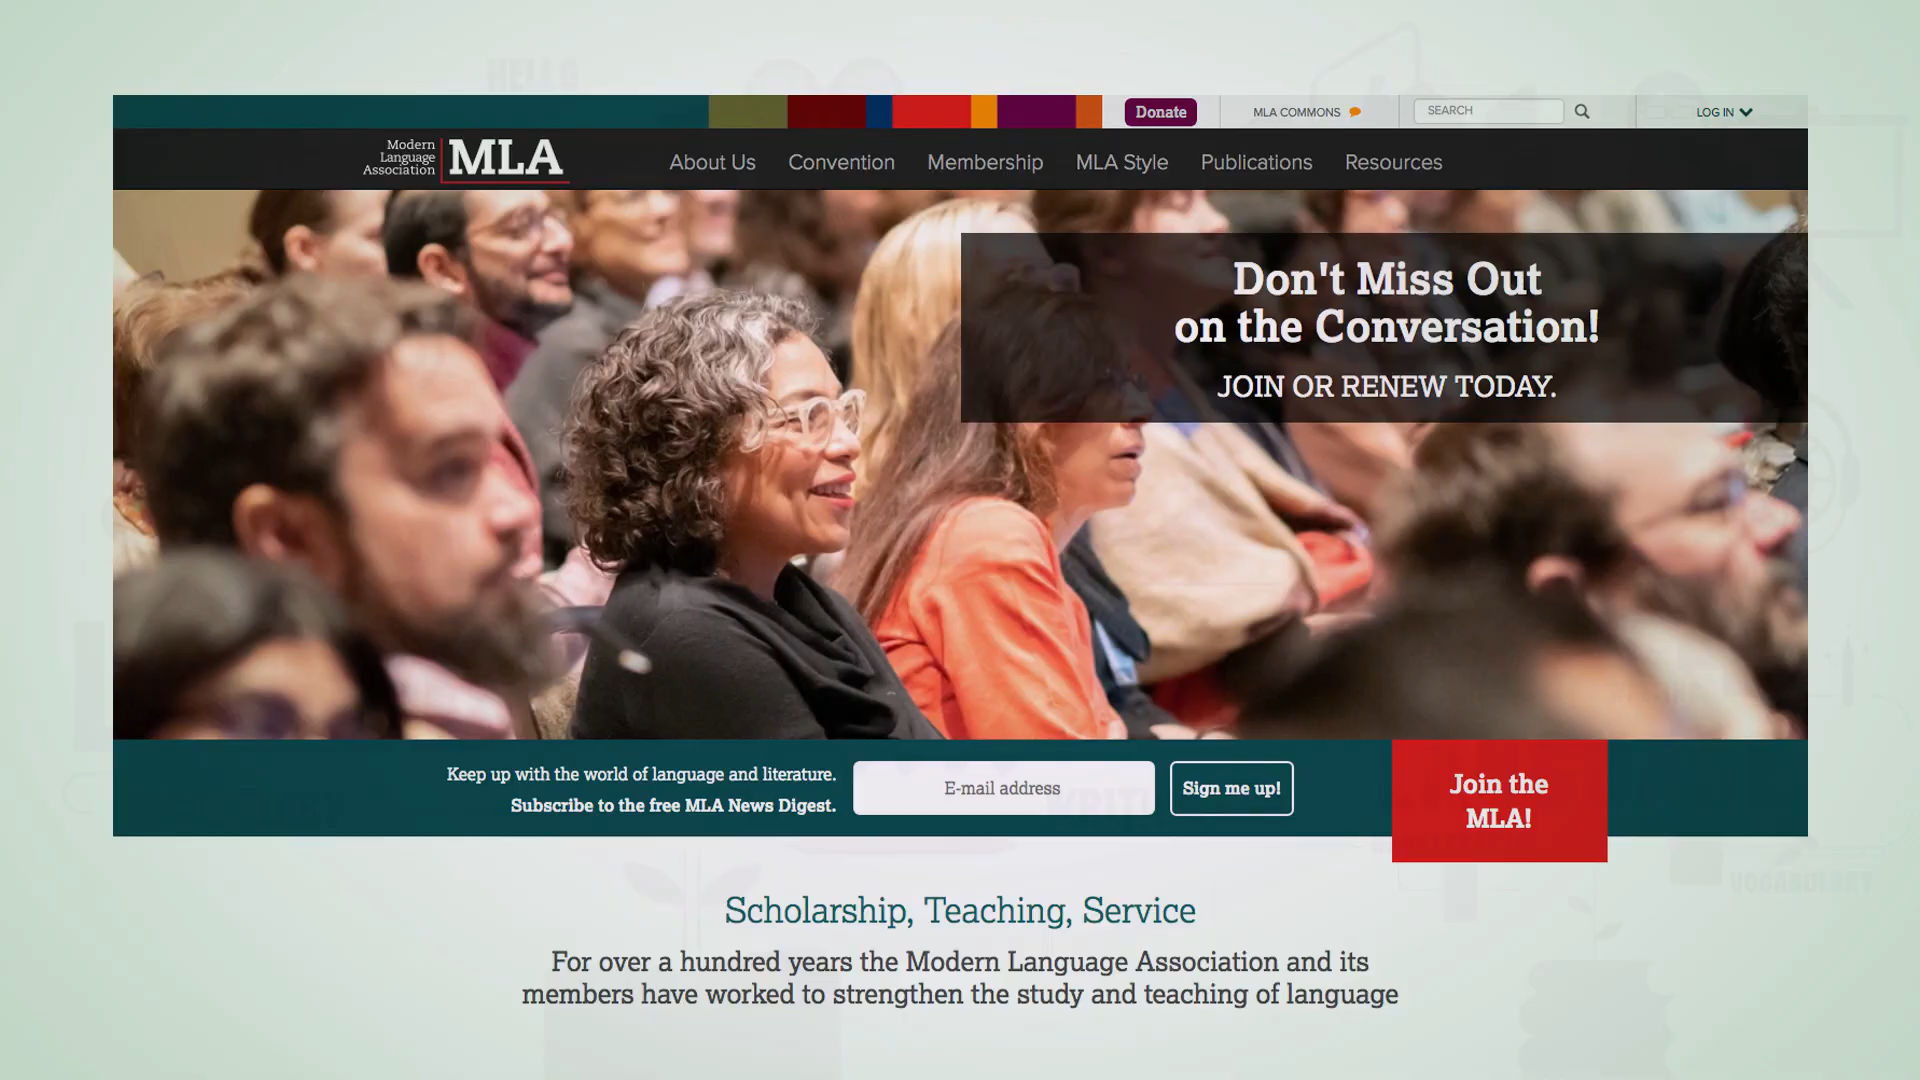 HELLO
Donate
MLA COMMONS
SEARCH
LOG IN
Modern
Language
Association
MLA
About Us
Convention
Membership
MLA Style
Publications
Resources
Don't Miss Out
on the Conversation!
JOIN OR RENEW TODAY.
Keep up with the world of language and literature.
Subscribe to the free MLA News Digest.
E-mail address
Sign me up!
Join the
MLA!
VOCABULARY
Scholarship, Teaching, Service
For over a hundred years the Modern Language Association and its
members have worked to strengthen the study and teaching of language